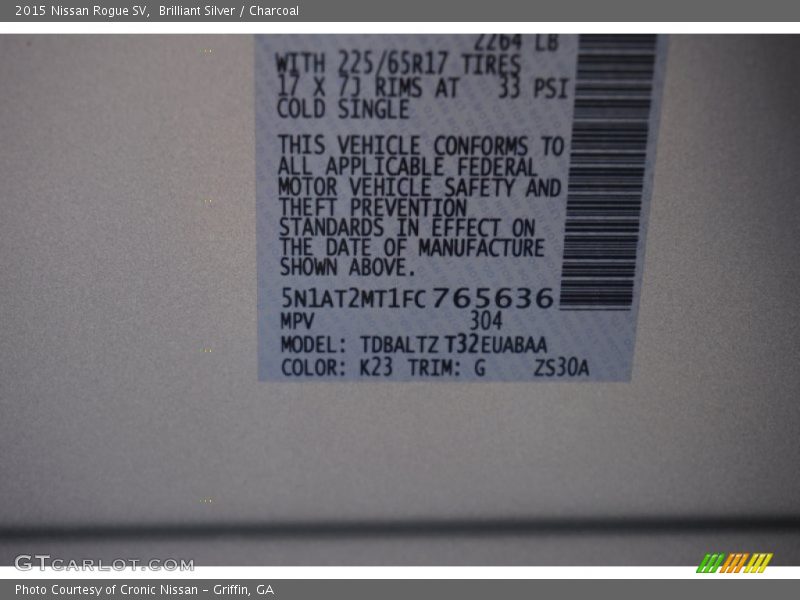 2015 Nissan Rogue SV, Brilliant Silver / Charcoal
2264 LB
WITH 225/65R17 TIRES
17 X 7J RIMS AT 33 PSI
COLD SINGLE
THIS VEHICLE CONFORMS TO
ALL APPLICABLE FEDERAL
MOTOR VEHICLE SAFETY AND
THEFT PREVENTION
STANDARDS IN EFFECT ON
THE DATE OF MANUFACTURE
SHOWN ABOVE.
5N1AT2MT1FC765636
MPV 304
MODEL: TDBALTZ T32EUABAA
COLOR: K23 TRIM: G ZS30A
GTCARLOT.COM
Photo Courtesy of Cronic Nissan – Griffin, GA